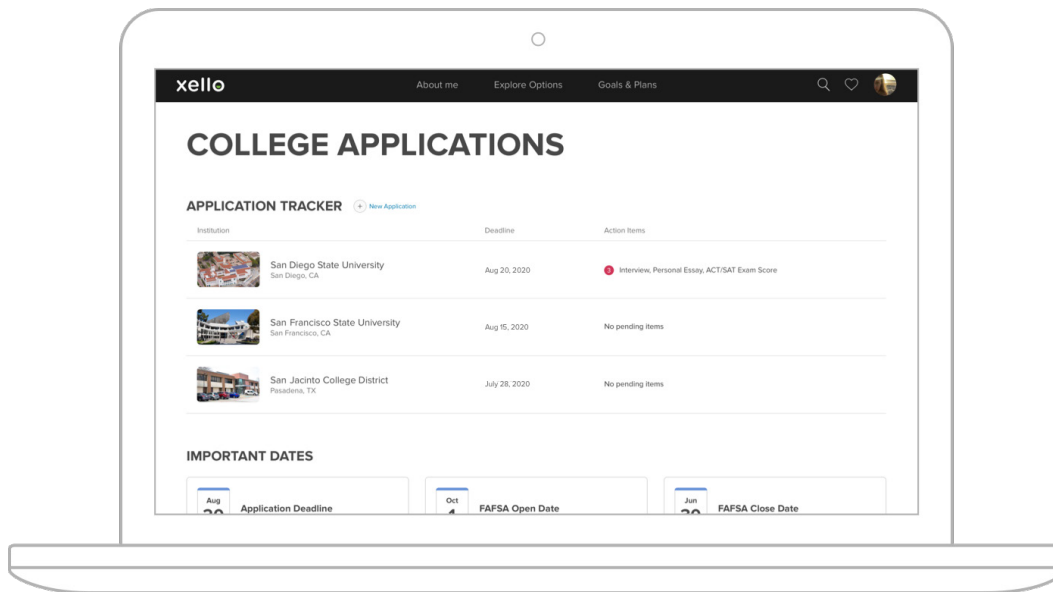 xello About me Explore Options Goals & Plans
COLLEGE APPLICATIONS
APPLICATION TRACKER + New Application
Institution Deadline Action Items
San Diego State University
San Diego, CA
Aug 20, 2020
3 Interview, Personal Essay, ACT/SAT Exam Score
San Francisco State University
San Francisco, CA
Aug 15, 2020
No pending items
San Jacinto College District
Pasadena, TX
July 28, 2020
No pending items
IMPORTANT DATES
Aug
Application Deadline
Oct
FAFSA Open Date
Jun
FAFSA Close Date